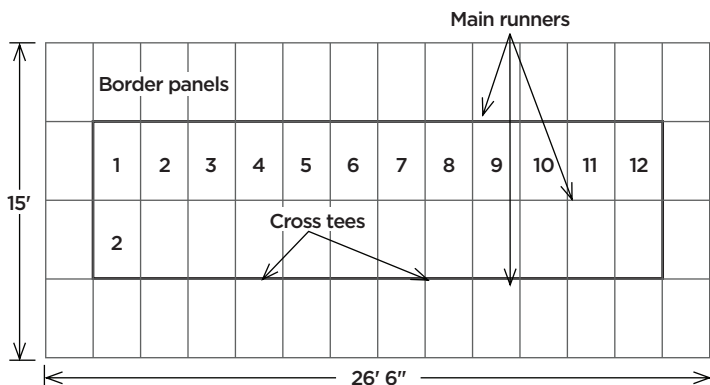 Main runners
Border panels
1 2 3 4 5 6 7 8 9 10 11 12
15'
Cross tees
2
26' 6"